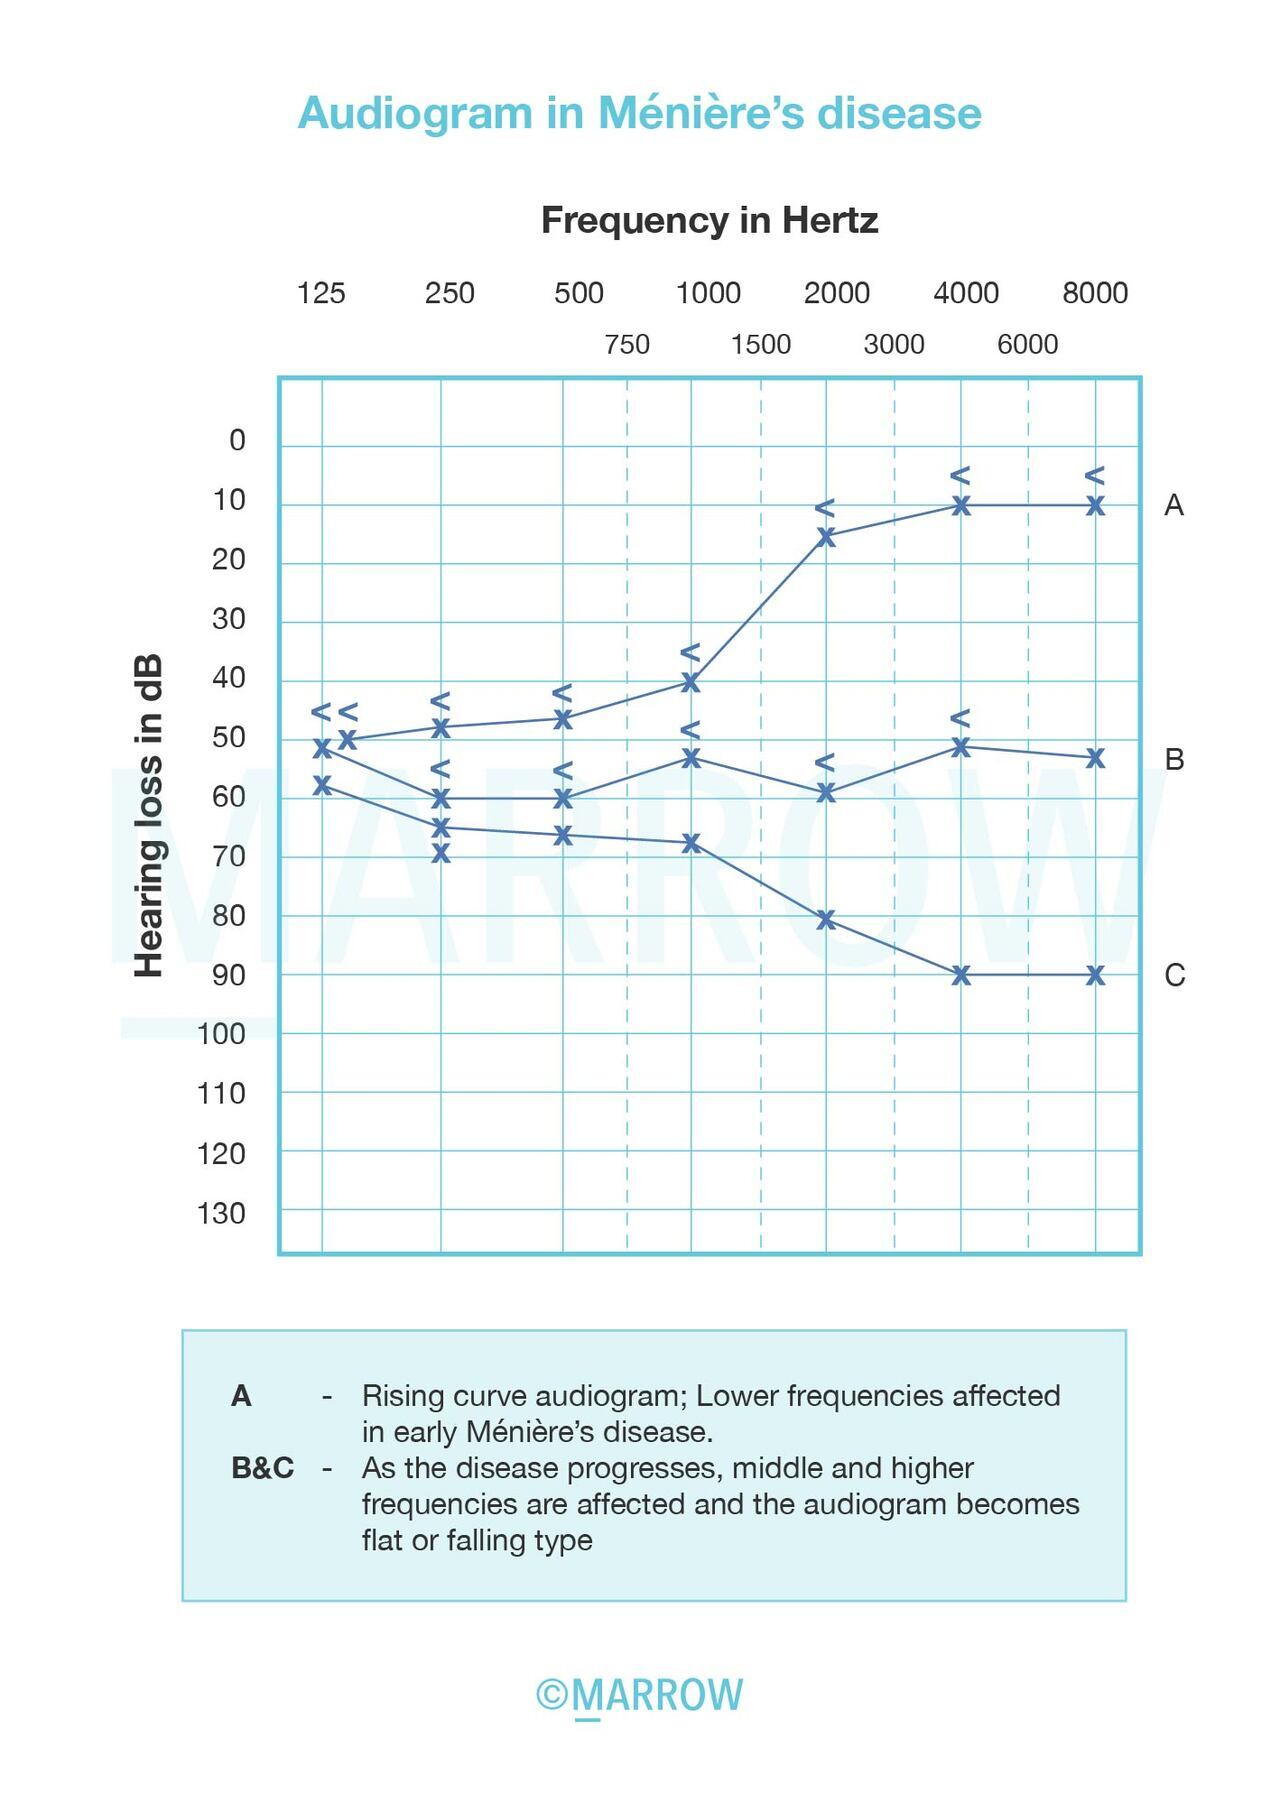 Audiogram in Ménière's disease
Frequency in Hertz
125 250 500 1000 2000 4000 8000
750 1500 3000 6000
Hearing loss in dB
0
10
20
30
40
50
60
70
80
90
100
110
120
130
A
B
C
MARROW
A - Rising curve audiogram; Lower frequencies affected
in early Ménière's disease.
B&C - As the disease progresses, middle and higher
frequencies are affected and the audiogram becomes
flat or falling type
©MARROW